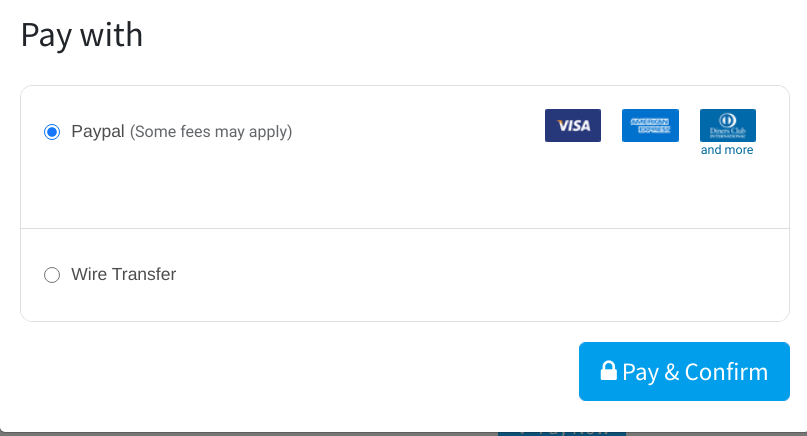 Pay with
Paypal (Some fees may apply)
VISA
AMERICAN
EXPRESS
Diners Club
INTERNATIONAL
and more
Wire Transfer
Pay & Confirm